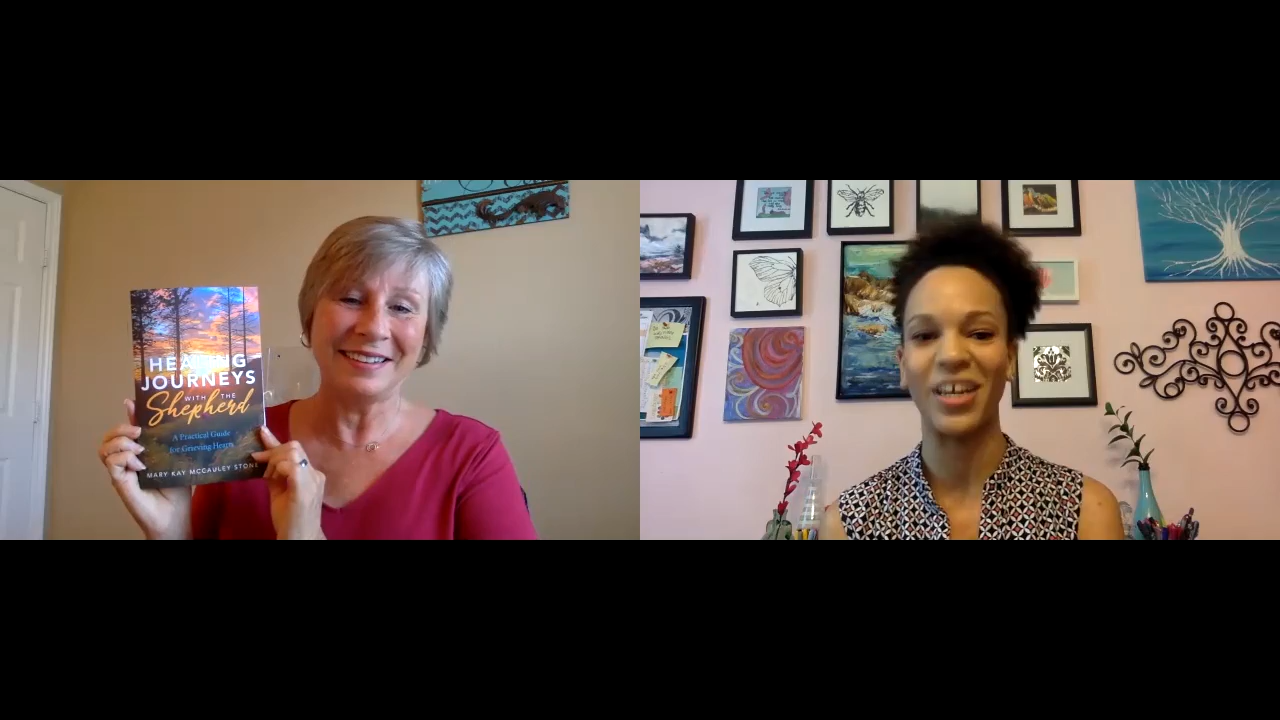 HEALING
JOURNEYS
WITH THE
Shepherd
A Practical Guide
for Grieving Hearts
MARY KAY MCCAULEY STONE